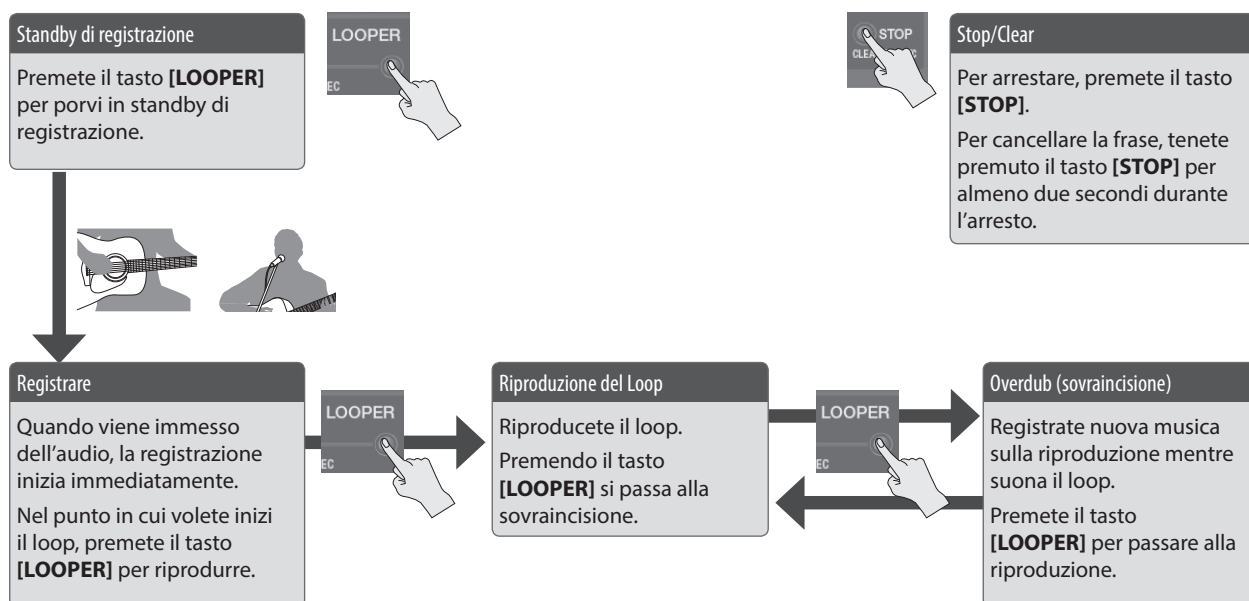 Standby di registrazione
Premete il tasto [LOOPER]
per porvi in standby di
registrazione.
LOOPER
EC
STOP
Stop/Clear
Per arrestare, premete il tasto
[STOP].
Per cancellare la frase, tenete
premuto il tasto [STOP] per
almeno due secondi durante
l’arresto.
Registrare
Quando viene immesso
dell’audio, la registrazione
inizia immediatamente.
Nel punto in cui volete inizi
il loop, premete il tasto
[LOOPER] per riprodurre.
LOOPER
EC
Riproduzione del Loop
Riproducete il loop.
Premendo il tasto
[LOOPER] si passa alla
sovraincisione.
LOOPER
EC
Overdub (sovraincisione)
Registrate nuova musica
sulla riproduzione mentre
suona il loop.
Premete il tasto
[LOOPER] per passare alla
riproduzione.